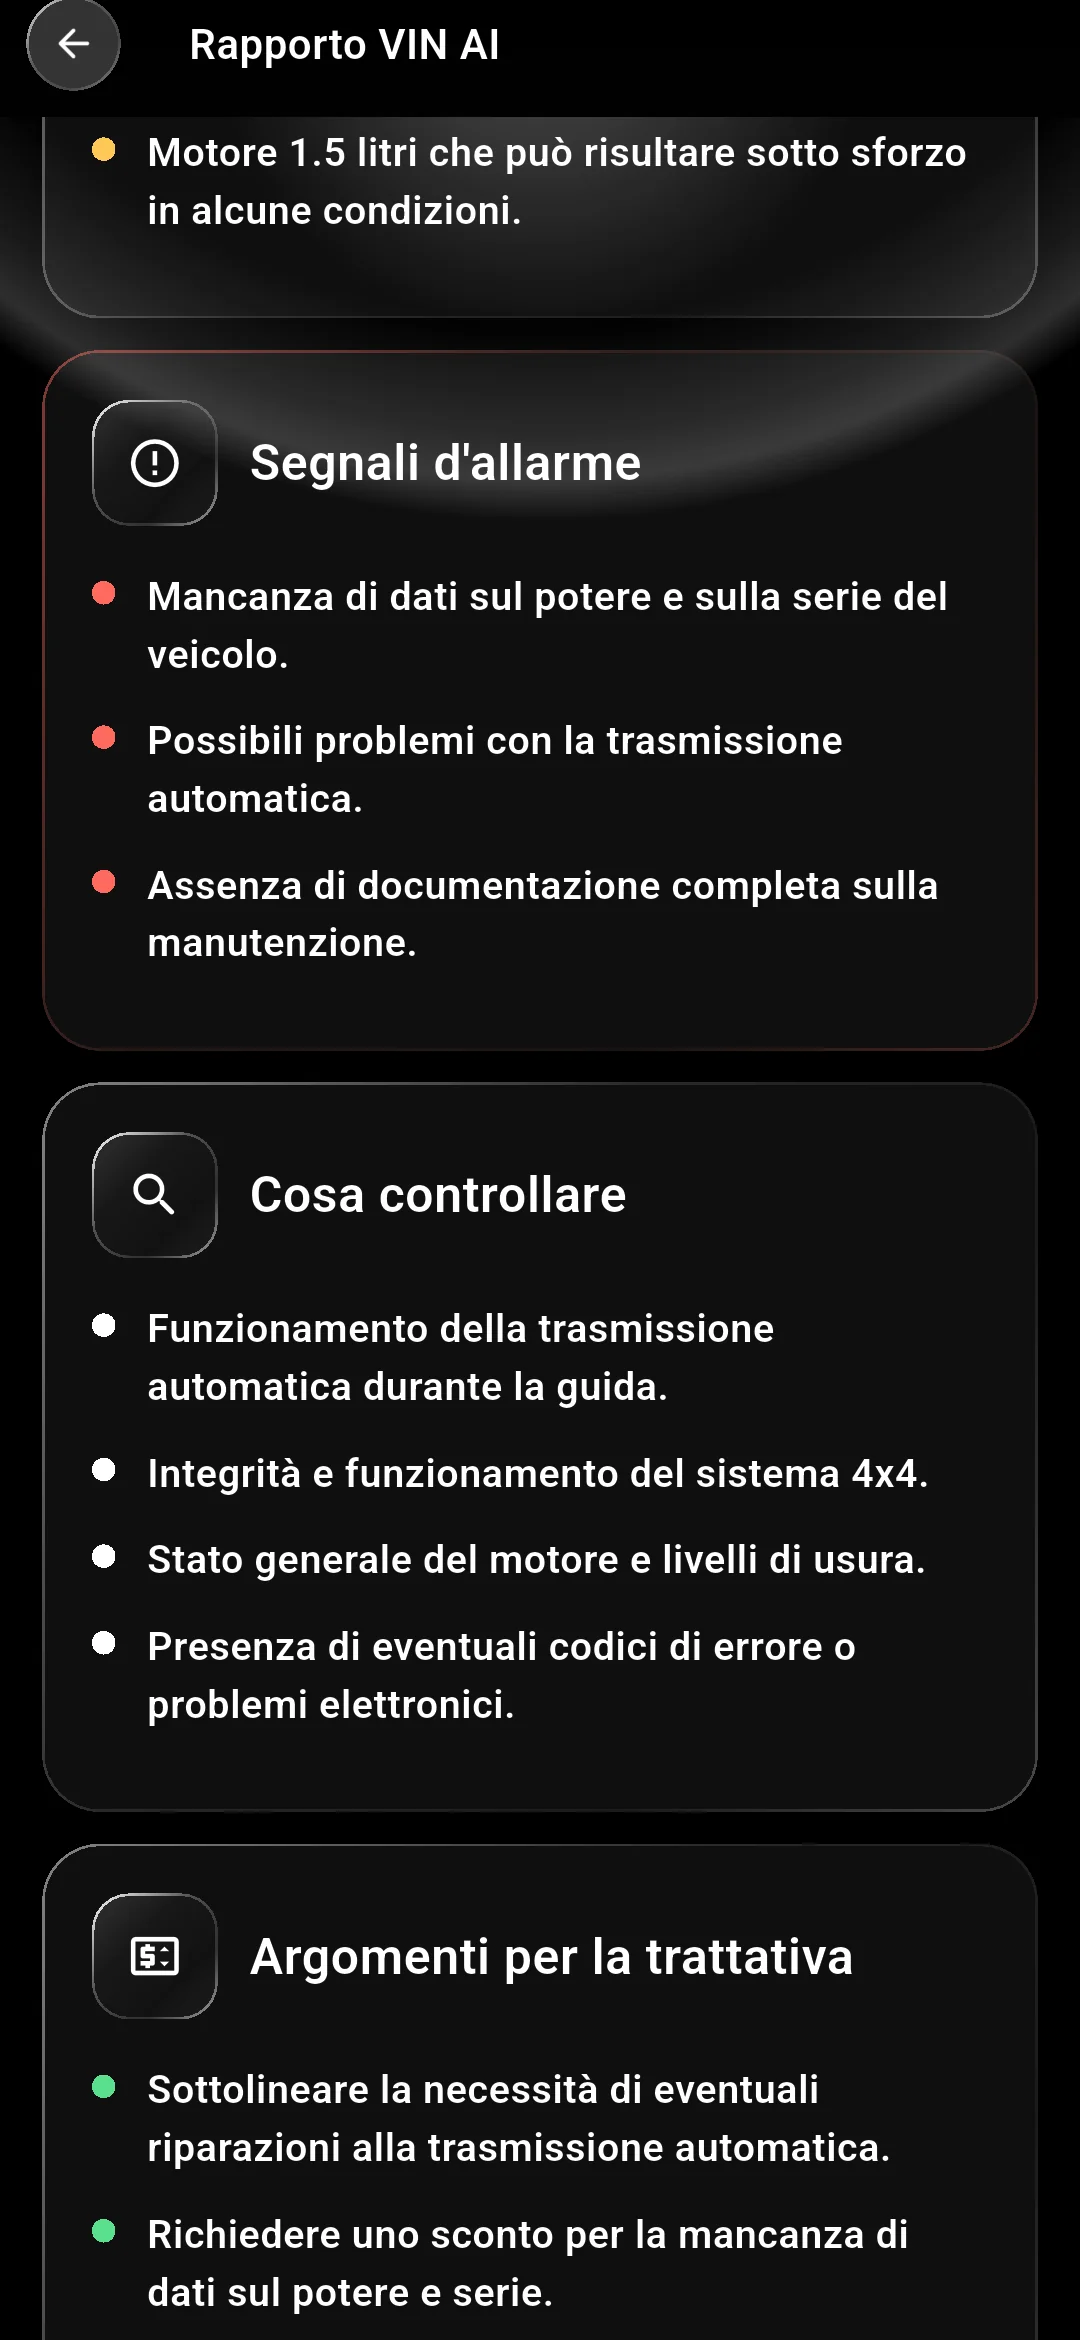 Rapporto VIN AI
Motore 1.5 litri che può risultare sotto sforzo
in alcune condizioni.
Segnali d'allarme
Mancanza di dati sul potere e sulla serie del
veicolo.
Possibili problemi con la trasmissione
automatica.
Assenza di documentazione completa sulla
manutenzione.
Cosa controllare
Funzionamento della trasmissione
automatica durante la guida.
Integrità e funzionamento del sistema 4x4.
Stato generale del motore e livelli di usura.
Presenza di eventuali codici di errore o
problemi elettronici.
Argomenti per la trattativa
Sottolineare la necessità di eventuali
riparazioni alla trasmissione automatica.
Richiedere uno sconto per la mancanza di
dati sul potere e serie.